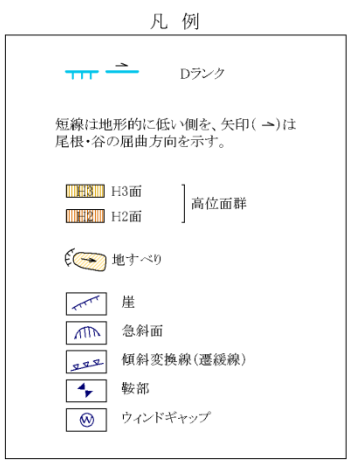 凡 例
Dランク
短線は地形的に低い側を、矢印( ⇀ )は
尾根・谷の屈曲方向を示す。
H3 H3面
H2 H2面
高位面群
地すべり
崖
急斜面
傾斜変換線(遷緩線)
鞍部
W ウィンドギャップ